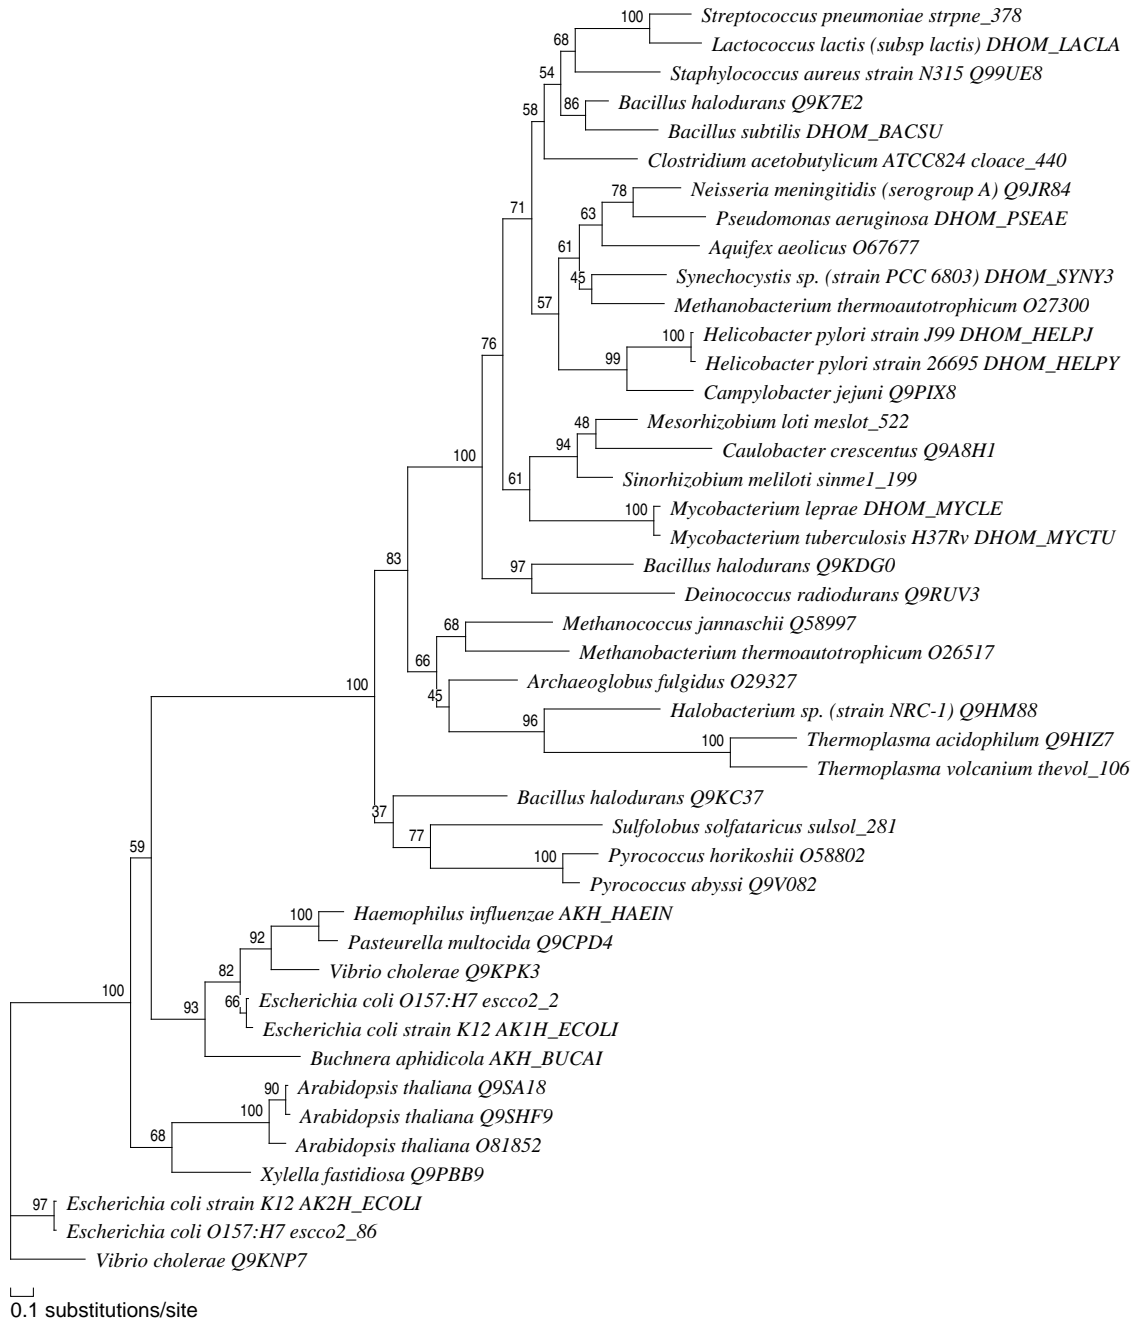 100
Streptococcus pneumoniae strpne_378
68
Lactococcus lactis (subsp lactis) DHOM_LACLA
54
Staphylococcus aureus strain N315 Q99UE8
86
Bacillus halodurans Q9K7E2
58
Bacillus subtilis DHOM_BACSU
Clostridium acetobutylicum ATCC824 cloace_440
78
Neisseria meningitidis (serogroup A) Q9JR84
71
63
Pseudomonas aeruginosa DHOM_PSEAE
61
Aquifex aeolicus O67677
45
Synechocystis sp. (strain PCC 6803) DHOM_SYNY3
57
Methanobacterium thermoautotrophicum O27300
100
Helicobacter pylori strain J99 DHOM_HELPJ
76
99
Helicobacter pylori strain 26695 DHOM_HELPY
Campylobacter jejuni Q9PIX8
48
Mesorhizobium loti meslot_522
94
Caulobacter crescentus Q9A8H1
100
61
Sinorhizobium meliloti sinme1_199
100
Mycobacterium leprae DHOM_MYCLE
Mycobacterium tuberculosis H37Rv DHOM_MYCTU
83
97
Bacillus halodurans Q9KDG0
Deinococcus radiodurans Q9RUV3
68
Methanococcus jannaschii Q58997
66
Methanobacterium thermoautotrophicum O26517
100
45
Archaeoglobus fulgidus O29327
96
Halobacterium sp. (strain NRC-1) Q9HM88
100
Thermoplasma acidophilum Q9HIZ7
Thermoplasma volcanium thevol_106
37
Bacillus halodurans Q9KC37
77
Sulfolobus solfataricus sulsol_281
59
100
Pyrococcus horikoshii O58802
Pyrococcus abyssi Q9V082
100
Haemophilus influenzae AKH_HAEIN
92
Pasteurella multocida Q9CPD4
82
Vibrio cholerae Q9KPK3
100
93
66
Escherichia coli O157:H7 escco2_2
Escherichia coli strain K12 AK1H_ECOLI
Buchnera aphidicola AKH_BUCAI
90
Arabidopsis thaliana Q9SA18
100
Arabidopsis thaliana Q9SHF9
68
Arabidopsis thaliana O81852
Xylella fastidiosa Q9PBB9
97
Escherichia coli strain K12 AK2H_ECOLI
Escherichia coli O157:H7 escco2_86
Vibrio cholerae Q9KNP7
0.1 substitutions/site